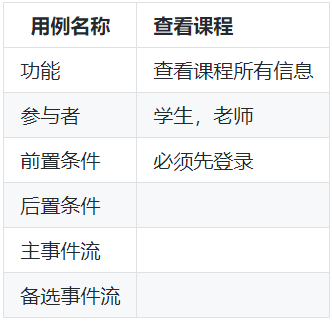 用例名称 查看课程
功能 查看课程所有信息
参与者 学生，老师
前置条件 必须先登录
后置条件
主事件流
备选事件流